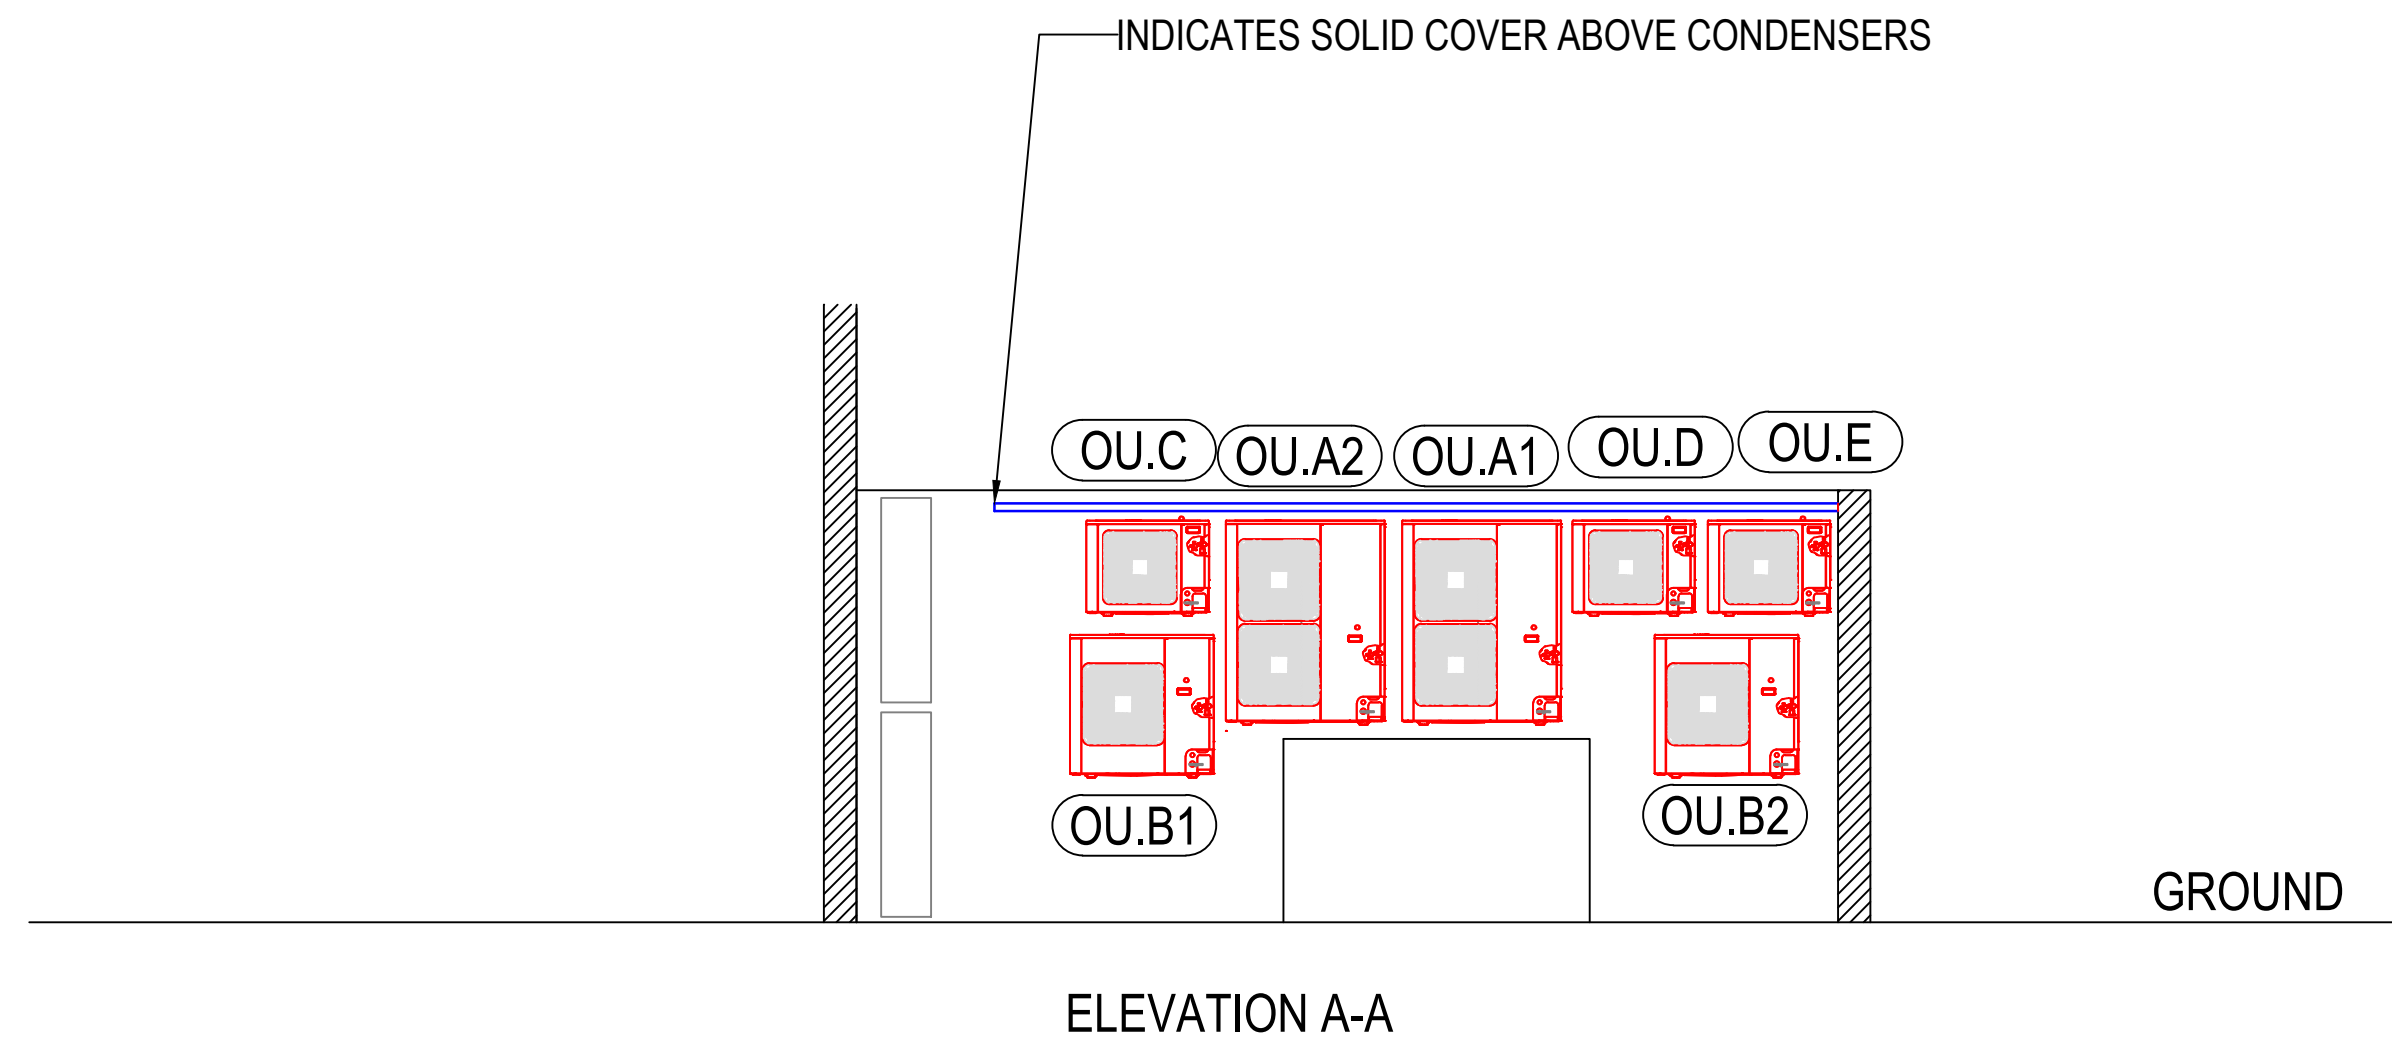 INDICATES SOLID COVER ABOVE CONDENSERS
OU.C
OU.A2
OU.A1
OU.D
OU.E
OU.B1
OU.B2
GROUND
ELEVATION A-A